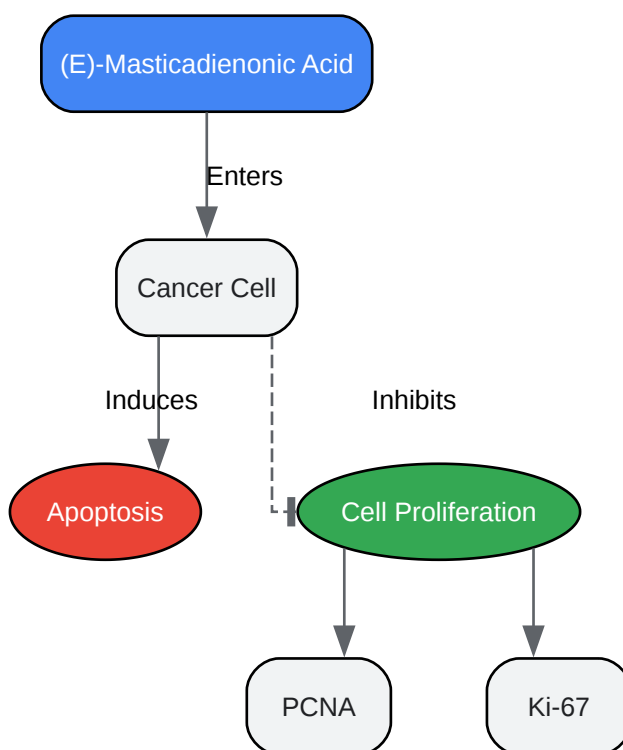 (E)-Masticadienonic Acid
Enters
Cancer Cell
Induces
Inhibits
Apoptosis
Cell Proliferation
PCNA
Ki-67